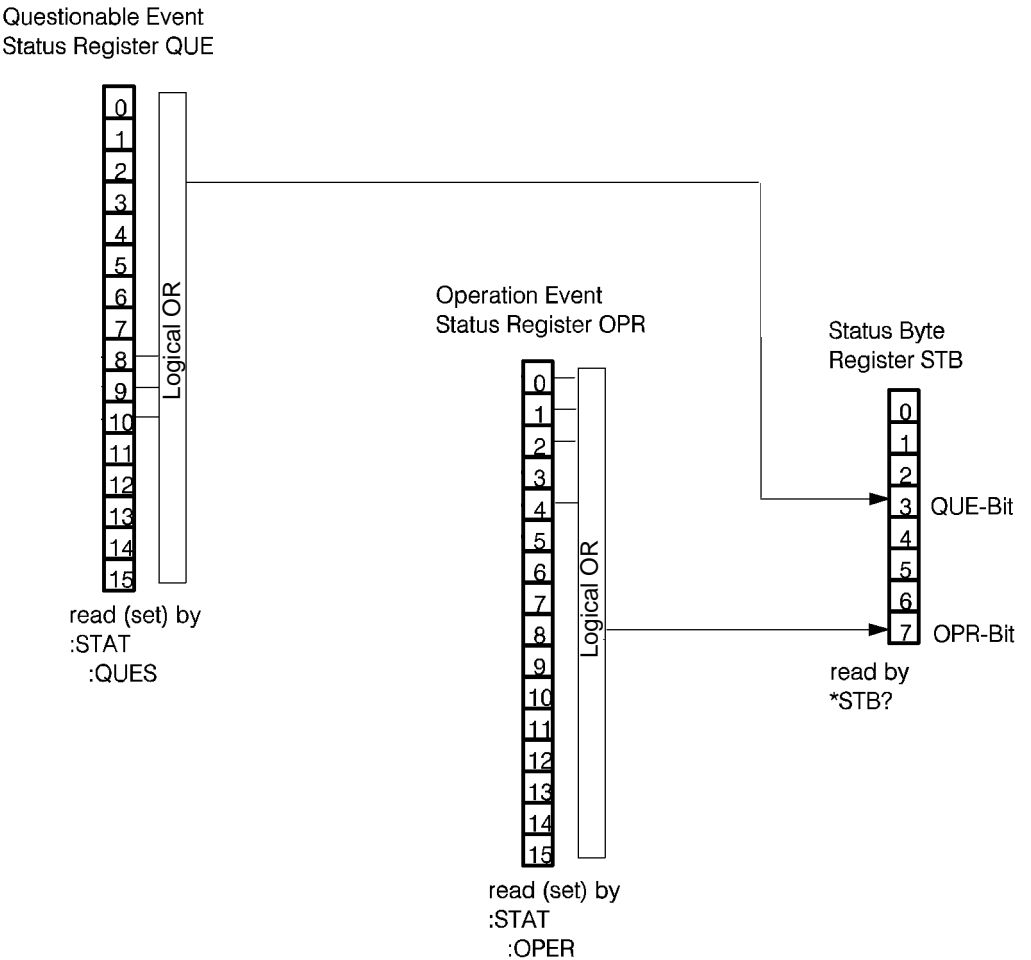 Questionable Event
Status Register QUE
0
1
2
3
4
5
6
7
8
9
10
11
12
13
14
15
Logical OR
read (set) by
:STAT
:QUES
Operation Event
Status Register OPR
0
1
2
3
4
5
6
7
8
9
10
11
12
13
14
15
Logical OR
read (set) by
:STAT
:OPER
Status Byte
Register STB
0
1
2
3 QUE-Bit
4
5
6
7 OPR-Bit
read by
*STB?